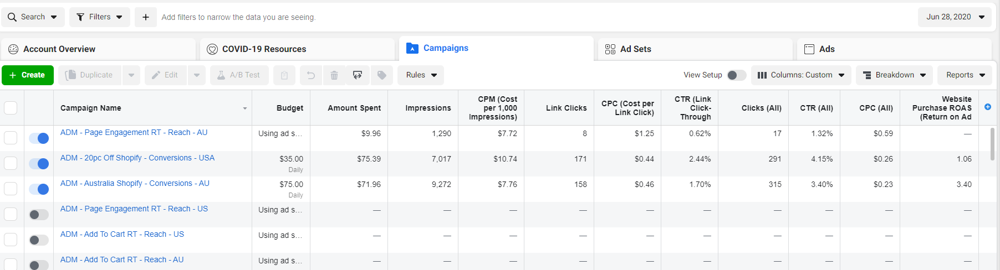 Search Filters + Add filters to narrow the data you are seeing. Jun 28, 2020
Account Overview COVID-19 Resources Campaigns Ad Sets Ads
+ Create Duplicate Edit A/B Test Rules View Setup Columns: Custom Breakdown Reports
Campaign Name Budget Amount Spent Impressions CPM (Cost per 1,000 Impressions) Link Clicks CPC (Cost per Link Click) CTR (Link Click-Through Clicks (All) CTR (All) CPC (All) Website Purchase ROAS (Return on Ad
ADM - Page Engagement RT - Reach - AU Using ad s... $9.96 1,290 $7.72 8 $1.25 0.62% 17 1.32% $0.59 —
ADM - 20pc Off Shopify - Conversions - USA $35.00 $75.39 7,017 $10.74 171 $0.44 2.44% 291 4.15% $0.26 1.06
Daily
ADM - Australia Shopify - Conversions - AU $75.00 $71.96 9,272 $7.76 158 $0.46 1.70% 315 3.40% $0.23 3.40
Daily
ADM - Page Engagement RT - Reach - US Using ad s... — — — — — — — — — —
ADM - Add To Cart RT - Reach - US Using ad s... — — — — — — — — — —
ADM - Add To Cart RT - Reach - AU Using ad s... — — — — — — — — — —